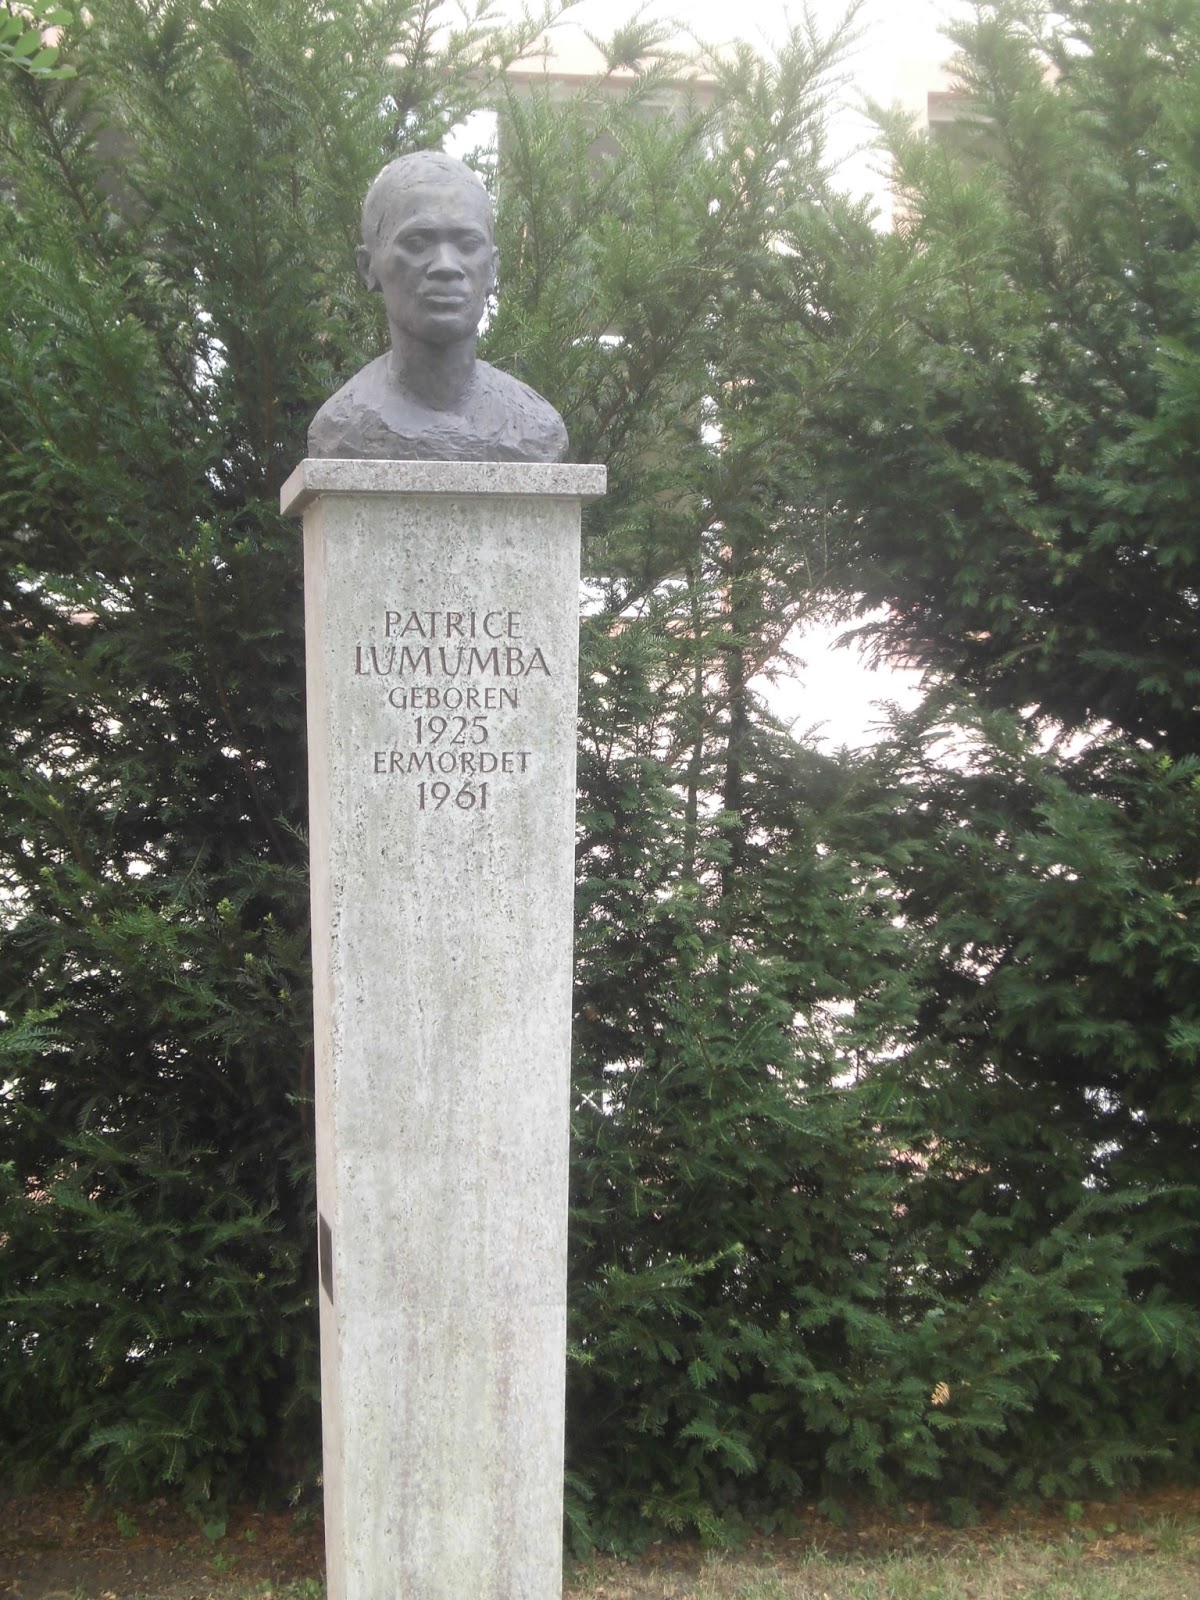 PATRICE
LUMUMBA
GEBOREN
1925
ERMORDET
1961